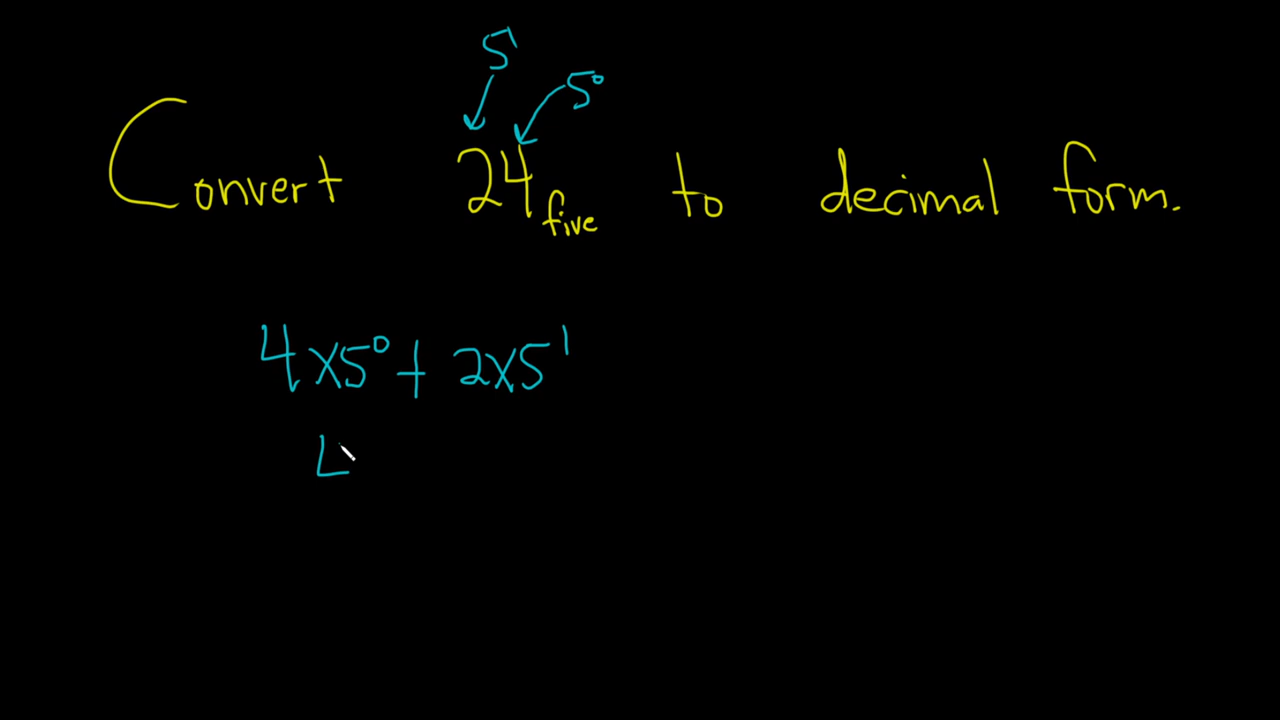 5¹
5⁰
Convert 24five to decimal form.
4x5⁰+ 2x5¹